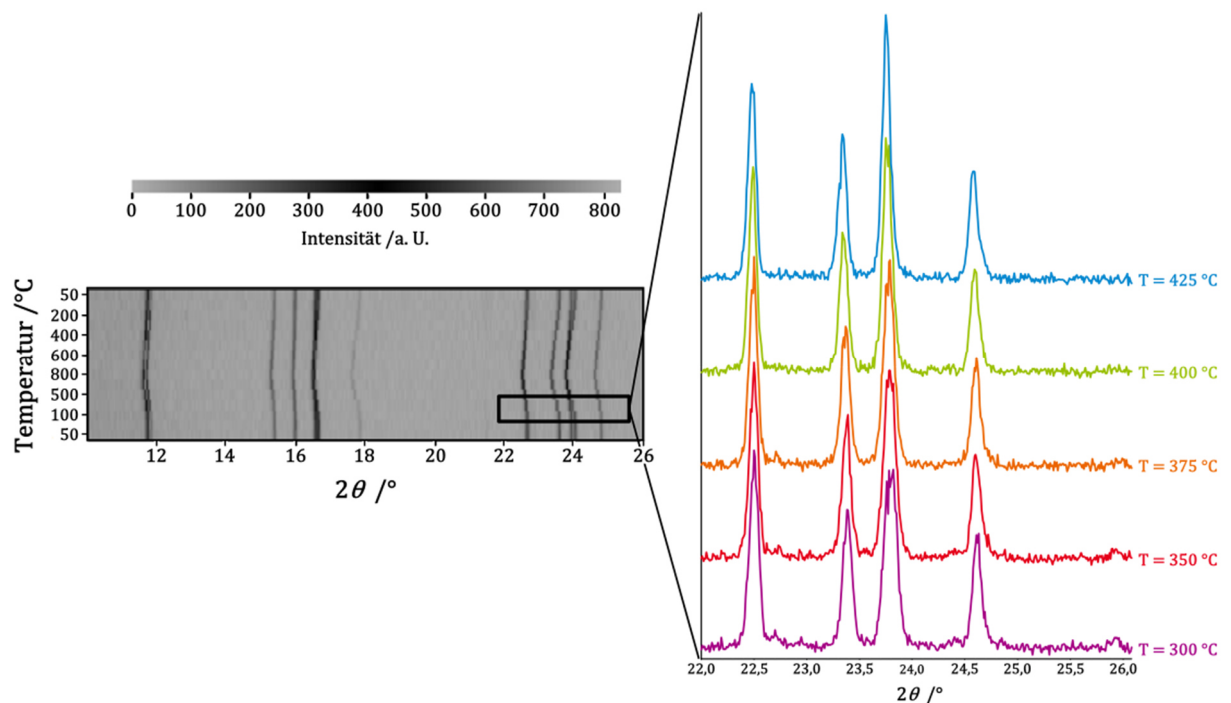 0 100 200 300 400 500 600 700 800
Intensität /a. U.
Temperatur /°C
50
200
400
600
800
500
100
50
12 14 16 18 20 22 24 26
2θ /°
T = 425 °C
T = 400 °C
T = 375 °C
T = 350 °C
T = 300 °C
22,0 22,5 23,0 23,5 24,0 24,5 25,0 25,5 26,0
2θ /°